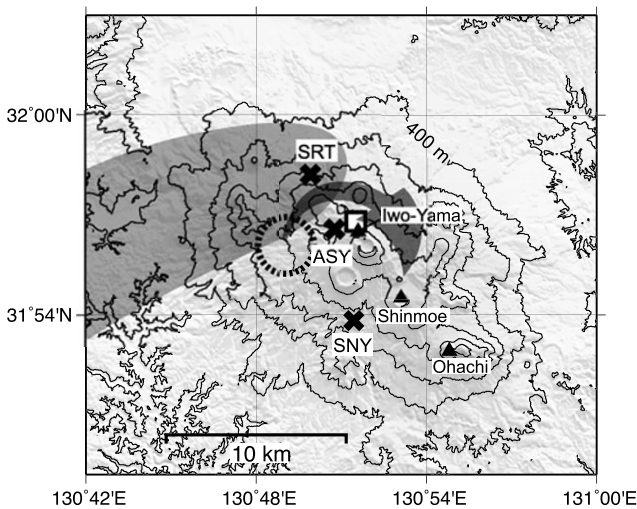 32°00'N
400 m
SRT
Iwo-Yama
ASY
31°54'N
Shinmoe
SNY
Ohachi
10 km
130°42'E 130°48'E 130°54'E 131°00'E